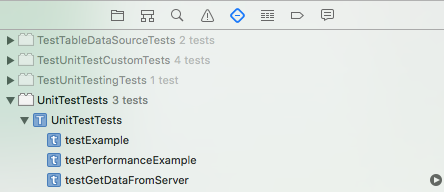 TestTableDataSourceTests 2 tests
TestUnitTestCustomTests 4 tests
TestUnitTestingTests 1 test
UnitTestTests 3 tests
T UnitTestTests
t testExample
t testPerformanceExample
t testGetDataFromServer